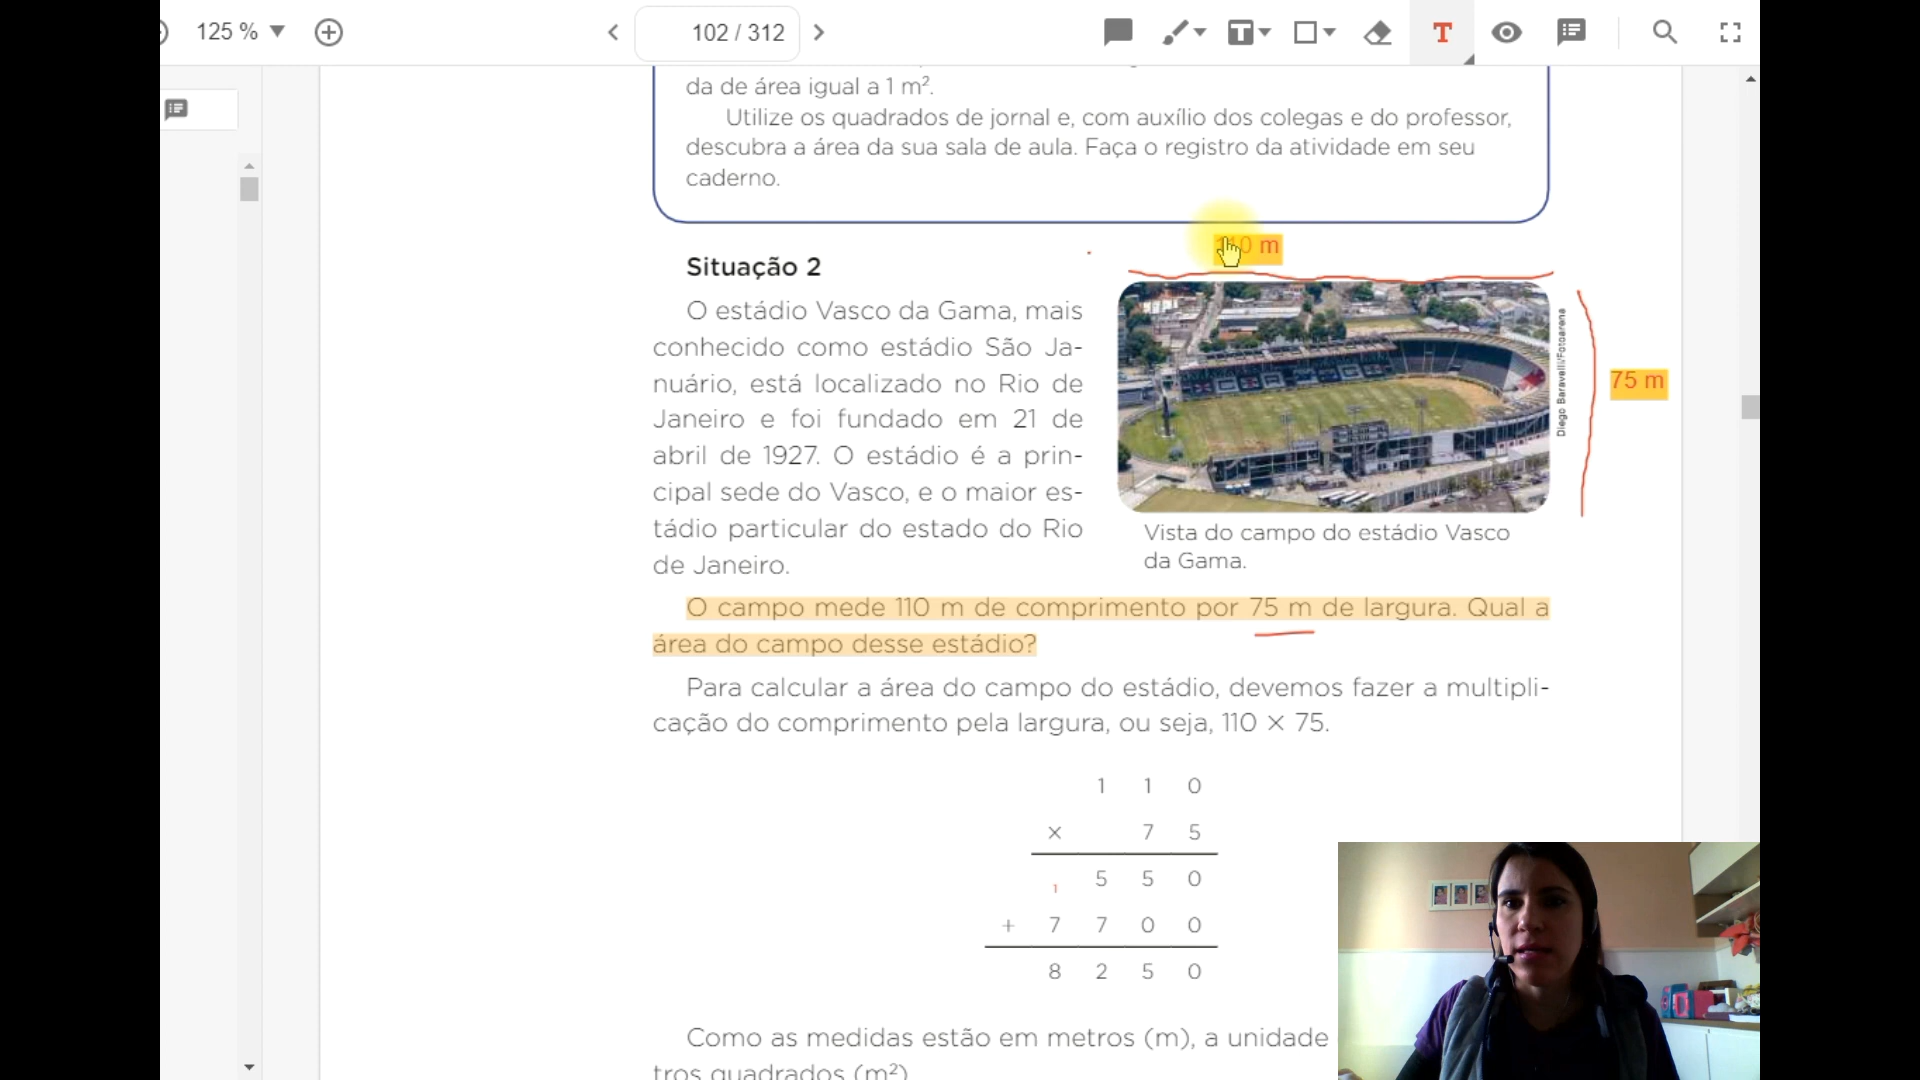 125 %
102 / 312
T
T
da de área igual a 1 m².
Utilize os quadrados de jornal e, com auxílio dos colegas e do professor,
descubra a área da sua sala de aula. Faça o registro da atividade em seu
caderno.
0 m
Situação 2
O estádio Vasco da Gama, mais
conhecido como estádio São Ja-
nuário, está localizado no Rio de
Janeiro e foi fundado em 21 de
abril de 1927. O estádio é a prin-
cipal sede do Vasco, e o maior es-
tádio particular do estado do Rio
de Janeiro.
Diego Baravelli/Fotoarena
75 m
Vista do campo do estádio Vasco
da Gama.
O campo mede 110 m de comprimento por 75 m de largura. Qual a
área do campo desse estádio?
Para calcular a área do campo do estádio, devemos fazer a multipli-
cação do comprimento pela largura, ou seja, 110 × 75.
1 1 0
× 7 5
1 5 5 0
+ 7 7 0 0
8 2 5 0
Como as medidas estão em metros (m), a unidade
tros quadrados (m²)